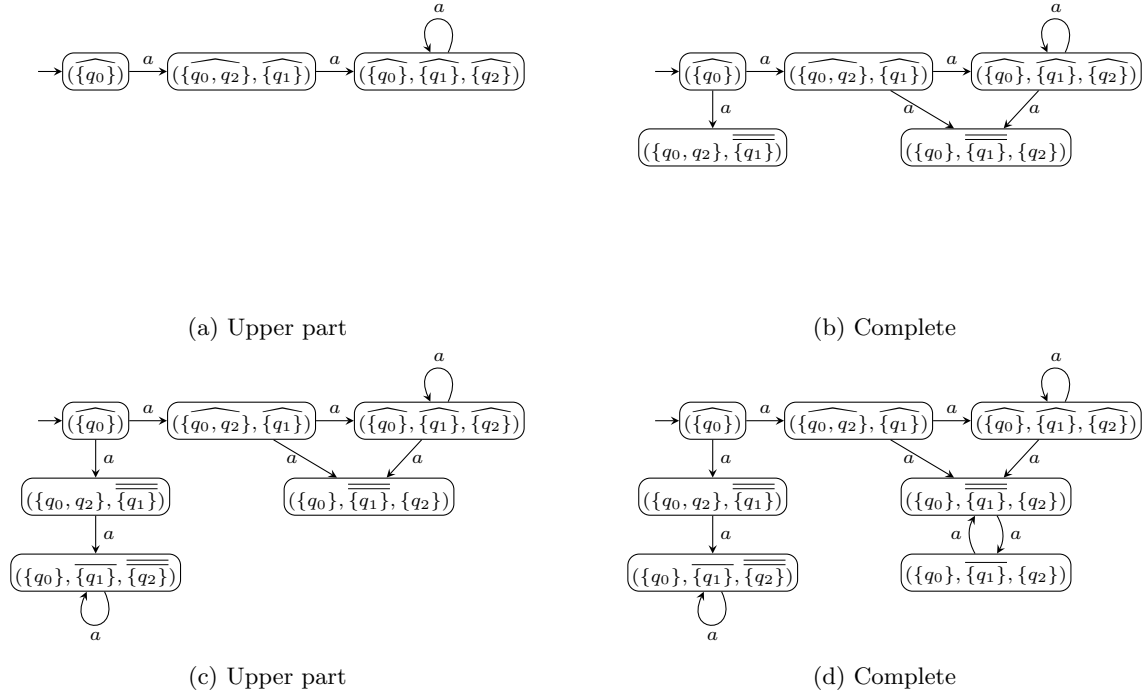 a a
({q₀}͡) a ({q₀, q₂}͡, {q₁}͡) a ({q₀}͡, {q₁}͡, {q₂}͡) ({q₀}͡) a ({q₀, q₂}͡, {q₁}͡) a ({q₀}͡, {q₁}͡, {q₂}͡)
a a a
({q₀, q₂}, {q₁}̿) ({q₀}, {q₁}̿, {q₂})
(a) Upper part (b) Complete
a a
({q₀}͡) a ({q₀, q₂}͡, {q₁}͡) a ({q₀}͡, {q₁}͡, {q₂}͡) ({q₀}͡) a ({q₀, q₂}͡, {q₁}͡) a ({q₀}͡, {q₁}͡, {q₂}͡)
a a a a a a
({q₀, q₂}, {q₁}̿) ({q₀}, {q₁}̿, {q₂}) ({q₀, q₂}, {q₁}̿) ({q₀}, {q₁}̿, {q₂})
a a a a
({q₀}, {q₁}̅, {q₂}̿) ({q₀}, {q₁}̅, {q₂}̿) ({q₀}, {q₁}̅, {q₂})
a a
(c) Upper part (d) Complete